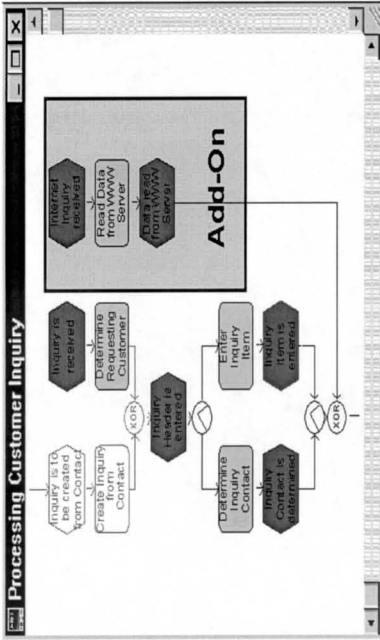 Processing Customer Inquiry
Inquiry is to
be created
from Contact
Create Inquiry
from
Contact
Inquiry is
received
Determine
Requesting
Customer
XOR
Inquiry
Header is
entered
Determine
Inquiry
Contact
Inquiry
Contact is
determined
Enter
Inquiry
Item
Inquiry
Item is
entered
XOR
Internet
Inquiry
received
Read Data
from WWW
Server
Data read
from WWW
Server
Add-On